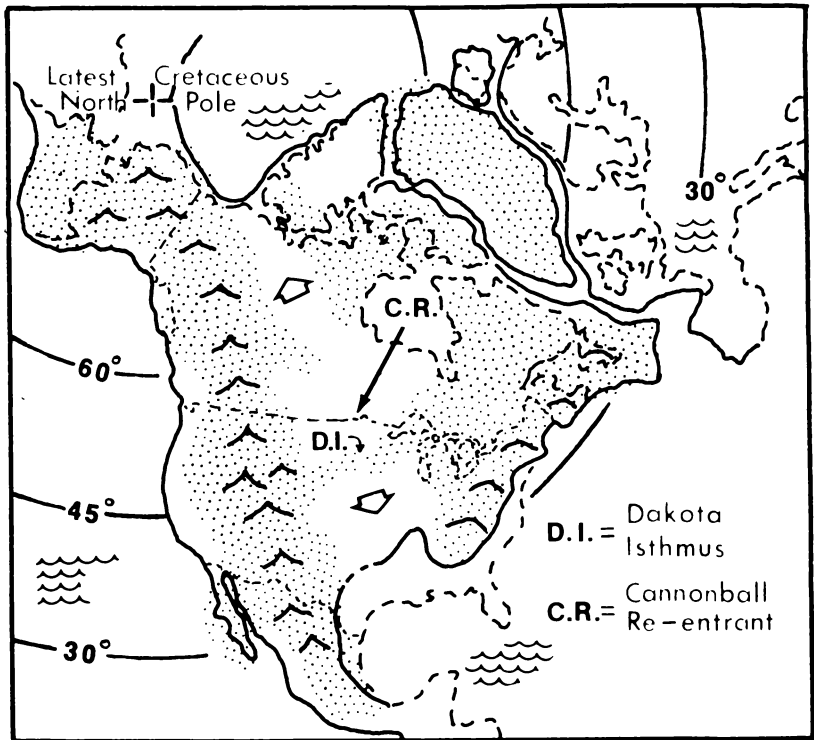 Latest Cretaceous
North Pole
30°
C.R.
60°
D.I.
45°
D.I. = Dakota
Isthmus
C.R. = Cannonball
Re-entrant
30°
s